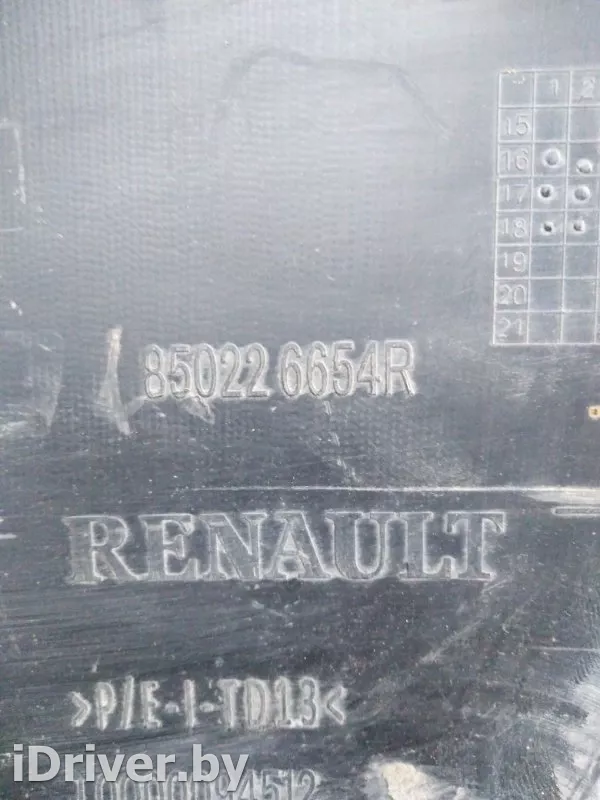 1 2
15
16
17
18
19
20
21
850226654R
RENAULT
>P/E-I-TD13<
iDriver.by